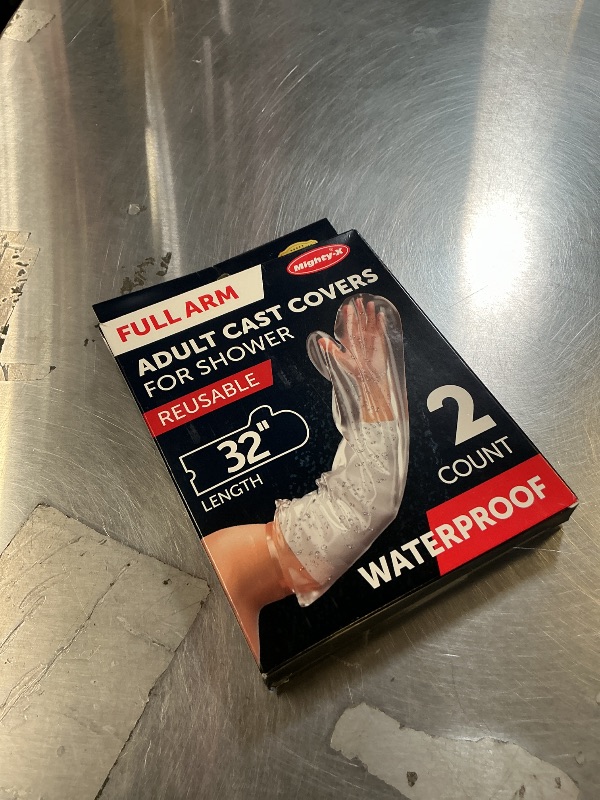 Mighty-X
FULL ARM
ADULT CAST COVERS
FOR SHOWER
REUSABLE
32"
LENGTH
2
COUNT
WATERPROOF